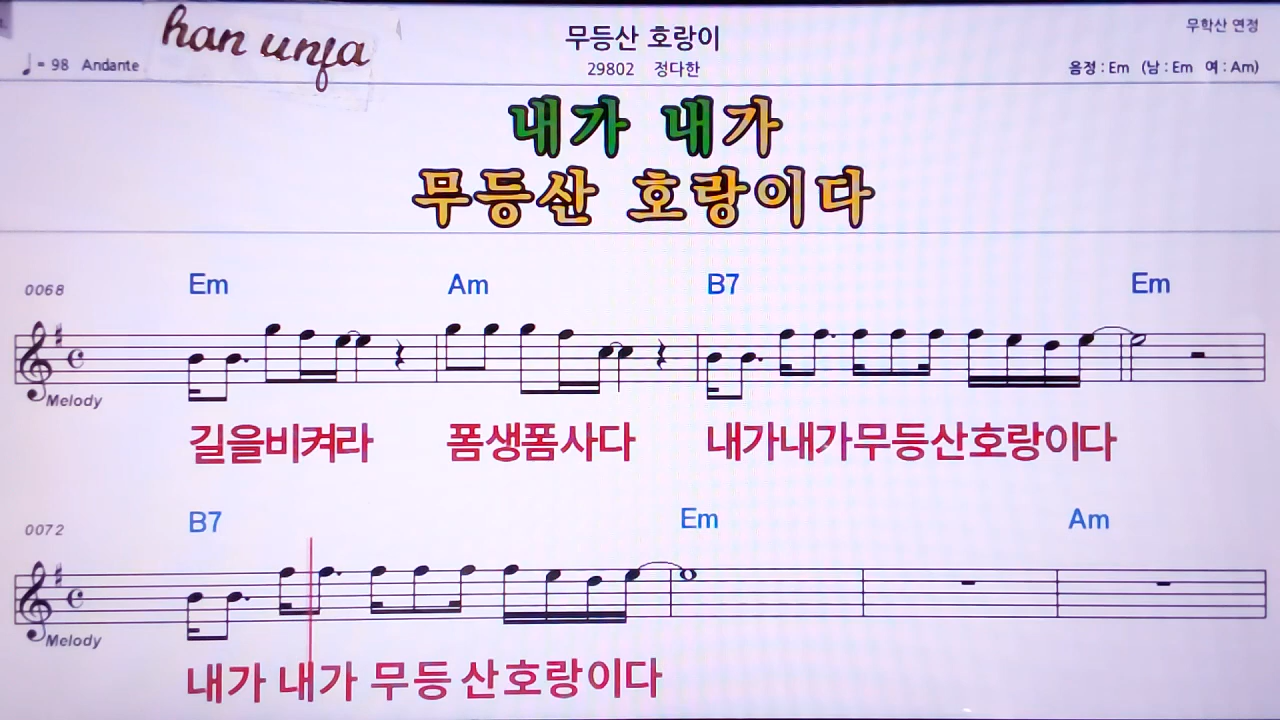 han unja
무등산 호랑이
무학산 연정
♩= 98 Andante
29802 정다한
음정 : Em (남 : Em 여 : Am)
내가 내가
무등산 호랑이다
0068 Em Am B7 Em
Melody
길을비켜라 폼생폼사다 내가내가무등산호랑이다
0072 B7 Em Am
Melody
내가 내가 무등 산호랑이다